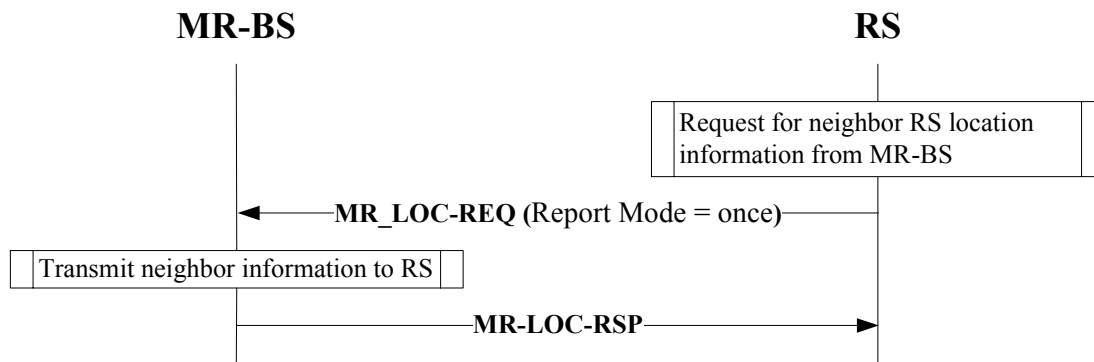 MR-BS
RS
Request for neighbor RS location
information from MR-BS
MR_LOC-REQ (Report Mode = once)
Transmit neighbor information to RS
MR-LOC-RSP